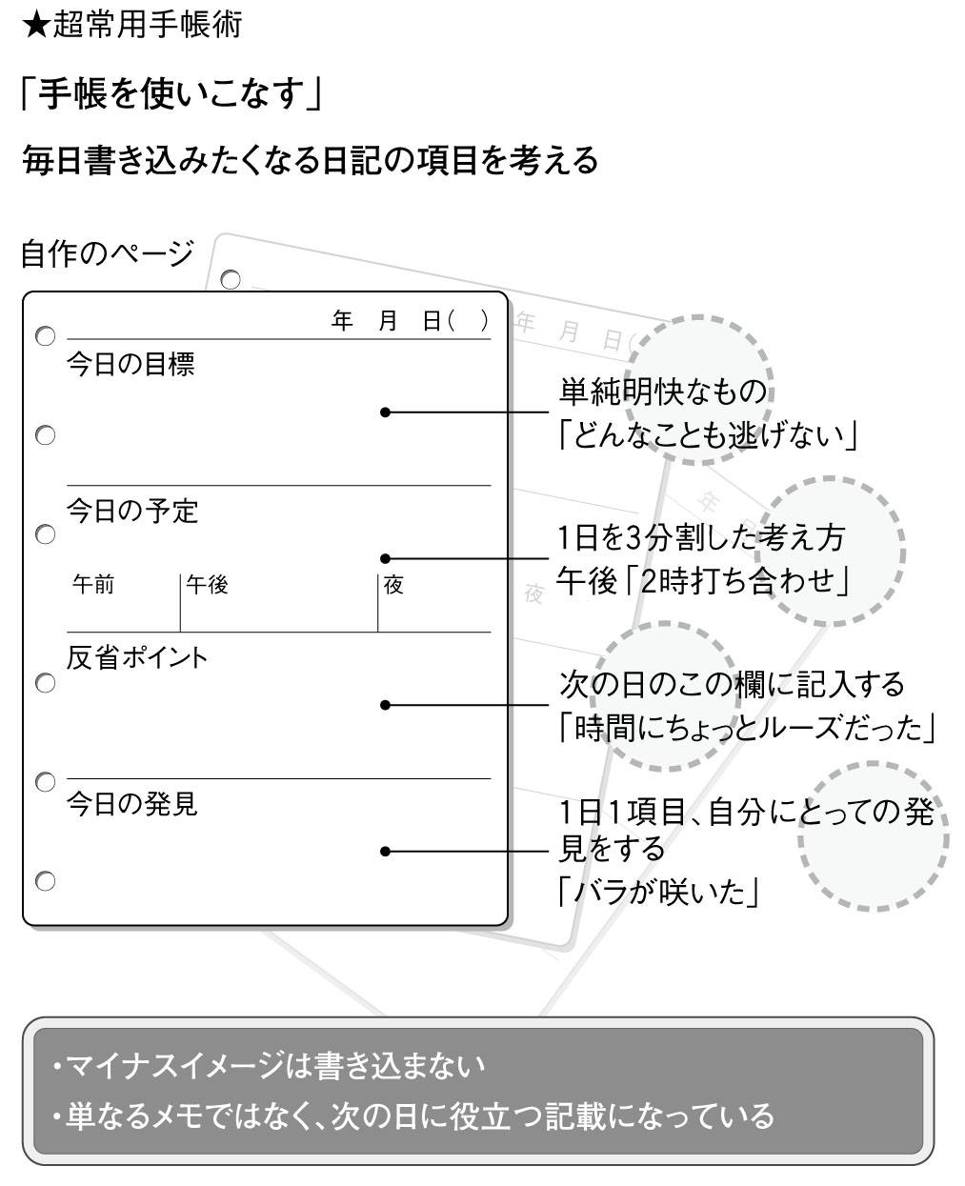 ★超常用手帳術
「手帳を使いこなす」
毎日書き込みたくなる日記の項目を考える
自作のページ
年 月 日( )
今日の目標
今日の予定
午前 午後 夜
反省ポイント
今日の発見
年 月 日(
年 日
夜
単純明快なもの
「どんなことも逃げない」
1日を3分割した考え方
午後「2時打ち合わせ」
次の日のこの欄に記入する
「時間にちょっとルーズだった」
1日1項目、自分にとっての発
見をする
「バラが咲いた」
・マイナスイメージは書き込まない
・単なるメモではなく、次の日に役立つ記載になっている